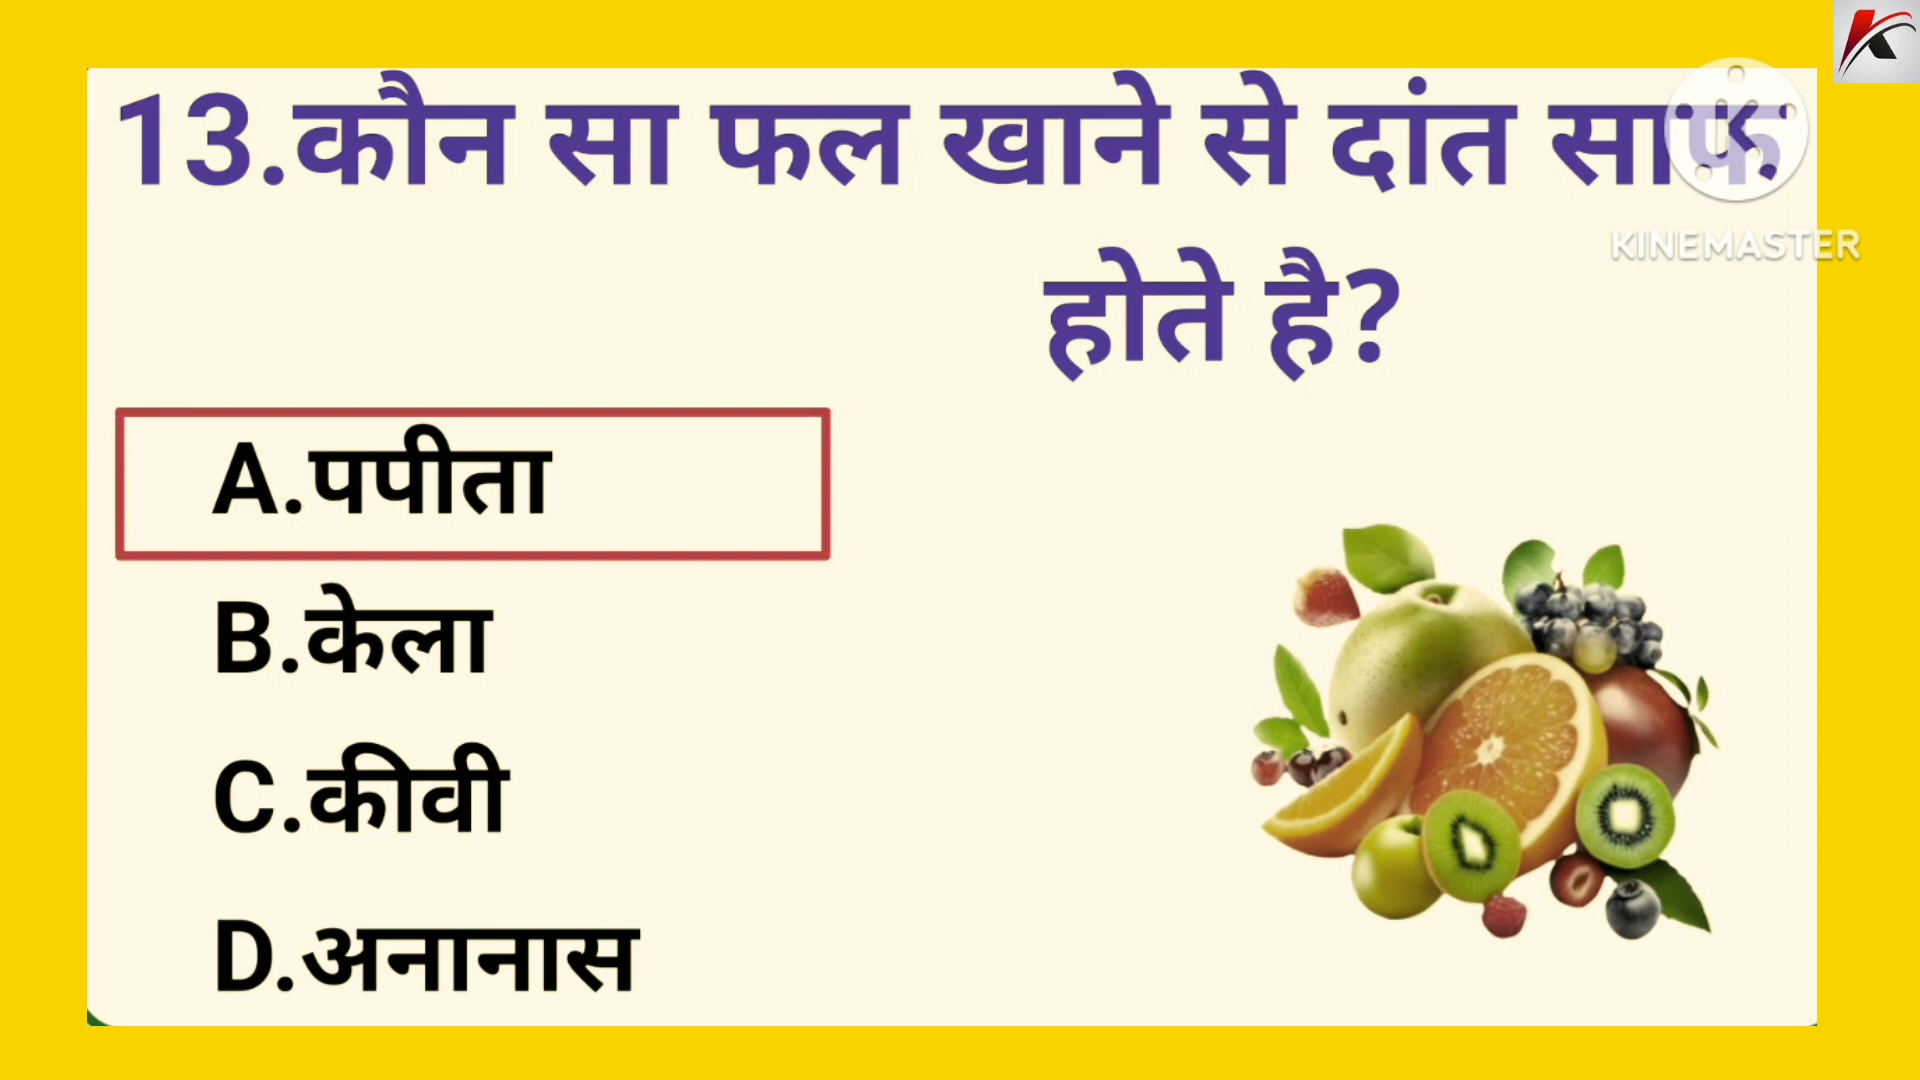 13.कौन सा फल खाने से दांत साफ
होते है?
A.पपीता
B.केला
C.कीवी
D.अनानास
KINEMASTER